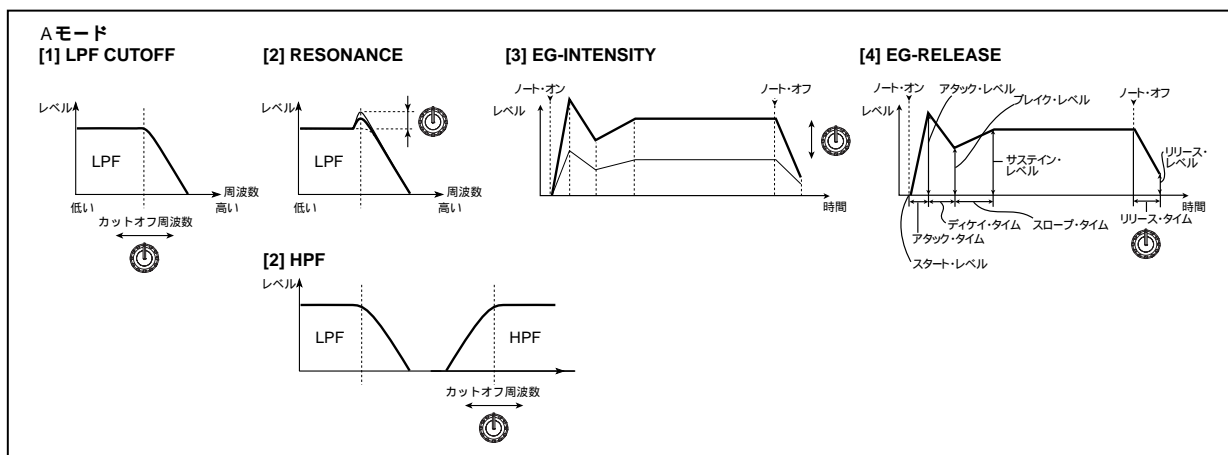 Aモード
[1] LPF CUTOFF
レベル
LPF
周波数
低い
高い
カットオフ周波数
[2] RESONANCE
レベル
LPF
周波数
低い
高い
[2] HPF
レベル
LPF
HPF
カットオフ周波数
[3] EG-INTENSITY
ノート・オン
レベル
ノート・オフ
時間
[4] EG-RELEASE
ノート・オン
アタック・レベル
ブレイク・レベル
ノート・オフ
レベル
サステイン・
レベル
リリース・
レベル
時間
ディケイ・タイム
スロープ・タイム
リリース・タイム
アタック・タイム
スタート・レベル